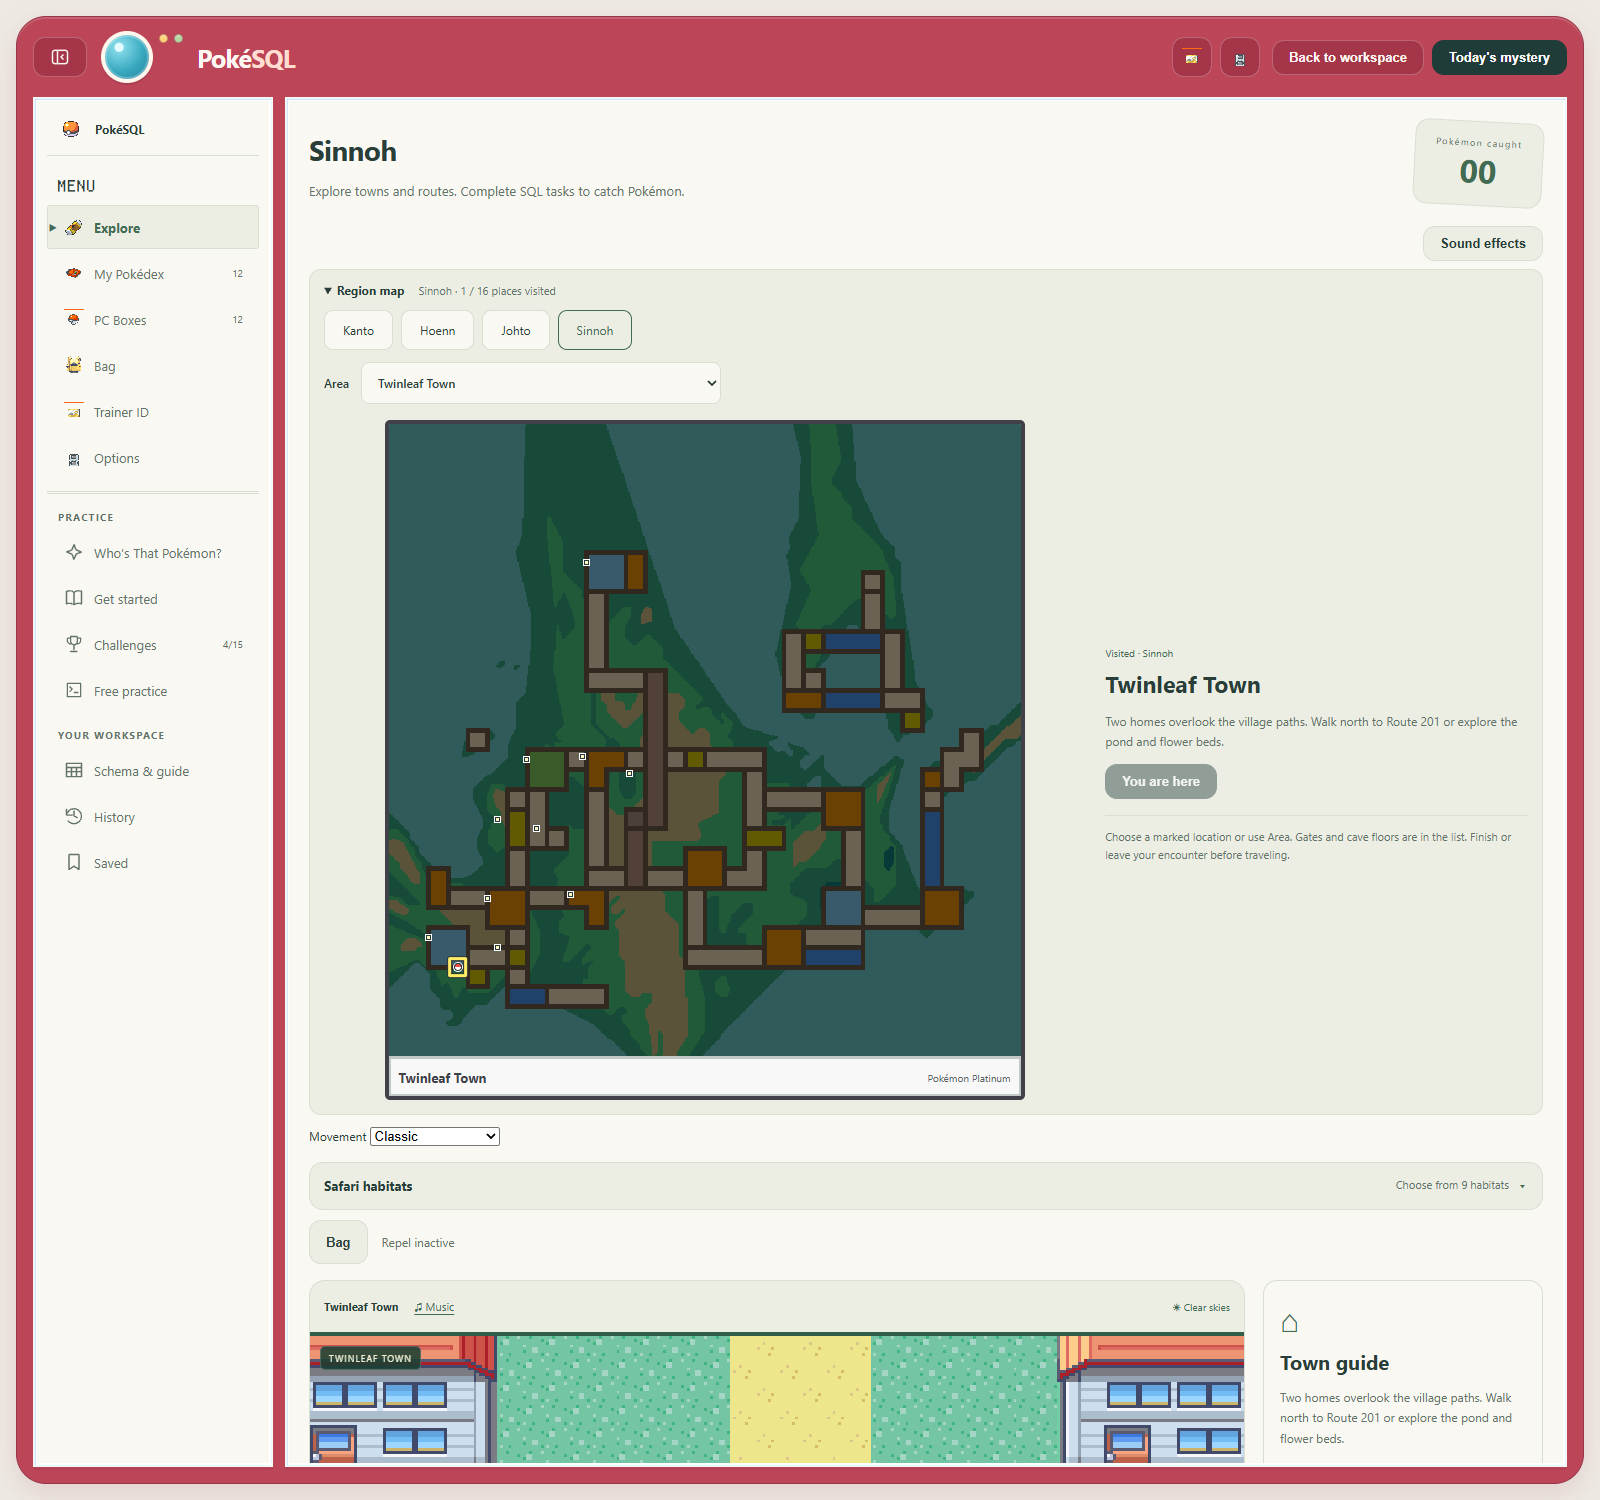 PokéSQL
Back to workspace
Today's mystery
PokéSQL
MENU
Explore
My Pokédex 12
PC Boxes 12
Bag
Trainer ID
Options
PRACTICE
Who's That Pokémon?
Get started
Challenges 4/15
Free practice
YOUR WORKSPACE
Schema & guide
History
Saved
Sinnoh
Explore towns and routes. Complete SQL tasks to catch Pokémon.
Pokémon caught
00
Sound effects
Region map Sinnoh · 1 / 16 places visited
Kanto Hoenn Johto Sinnoh
Area Twinleaf Town
Twinleaf Town Pokémon Platinum
Visited · Sinnoh
Twinleaf Town
Two homes overlook the village paths. Walk north to Route 201 or explore the
pond and flower beds.
You are here
Choose a marked location or use Area. Gates and cave floors are in the list. Finish or
leave your encounter before traveling.
Movement Classic
Safari habitats Choose from 9 habitats
Bag Repel inactive
Twinleaf Town ♫ Music ☀ Clear skies
TWINLEAF TOWN
Town guide
Two homes overlook the village paths. Walk
north to Route 201 or explore the pond and
flower beds.